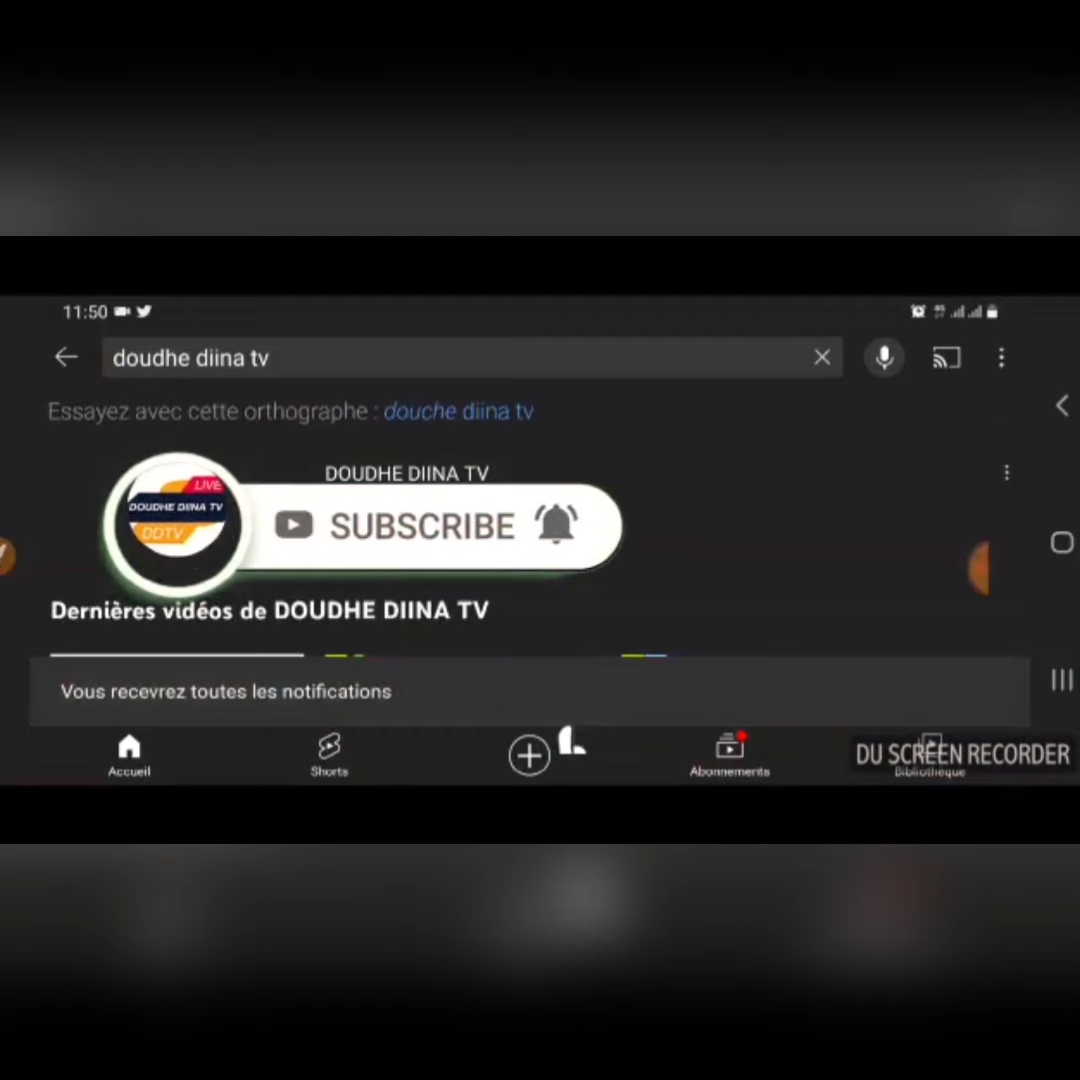 11:50
doudhe diina tv
Essayez avec cette orthographe : douche diina tv
DOUDHE DIINA TV
LIVE
DOUDHE DIINA TV
DDTV
SUBSCRIBE
Dernières vidéos de DOUDHE DIINA TV
Vous recevrez toutes les notifications
Accueil
Shorts
Abonnements
Bibliothèque
DU SCREEN RECORDER